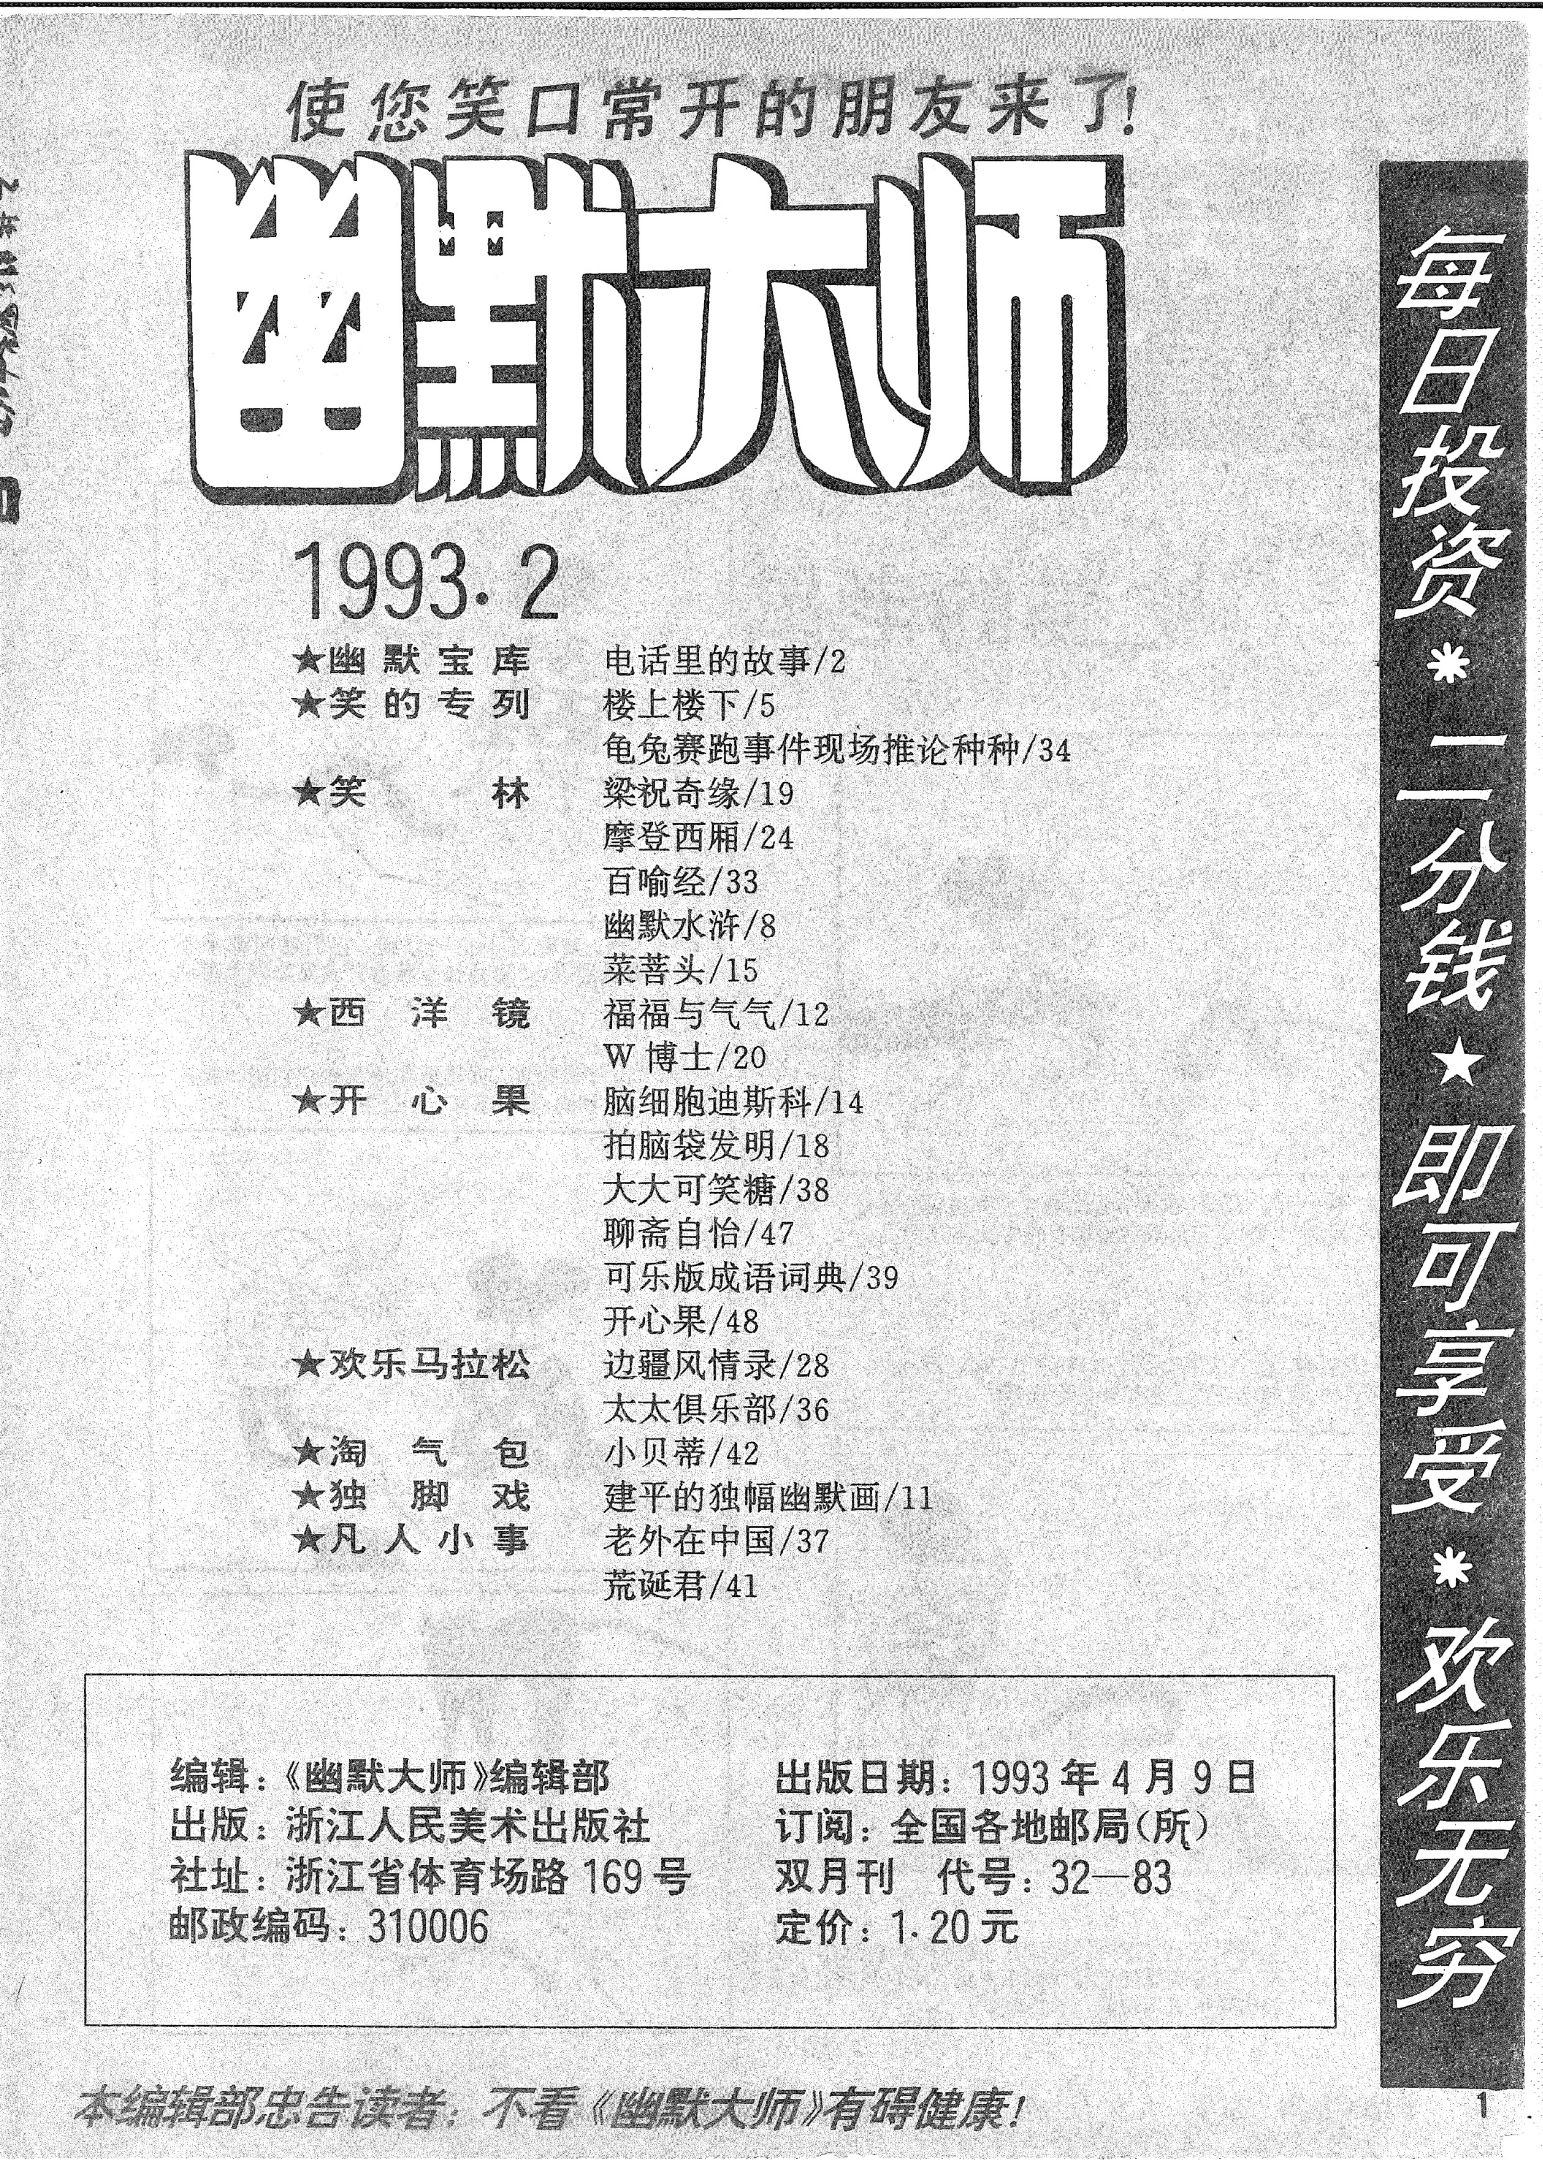 使您笑口常开的朋友来了!
幽默大师
1993·2
★幽默宝库 电话里的故事/2
★笑的专列 楼上楼下/5
龟兔赛跑事件现场推论种种/34
★笑林 梁祝奇缘/19
摩登西厢/24
百喻经/33
幽默水浒/8
菜菩头/15
★西洋镜 福福与气气/12
W博士/20
★开心果 脑细胞迪斯科/14
拍脑袋发明/18
大大可笑糖/38
聊斋自怡/47
可乐版成语词典/39
开心果/48
★欢乐马拉松 边疆风情录/28
太太俱乐部/36
★淘气包 小贝蒂/42
★独脚戏 建平的独幅幽默画/11
★凡人小事 老外在中国/37
荒诞君/41
编辑：《幽默大师》编辑部
出版：浙江人民美术出版社
社址：浙江省体育场路169号
邮政编码：310006
出版日期：1993年4月9日
订阅：全国各地邮局(所)
双月刊 代号：32—83
定价：1.20元
本编辑部忠告读者：不看《幽默大师》有碍健康!
每日投资*二分钱★即可享受*欢乐无穷
1